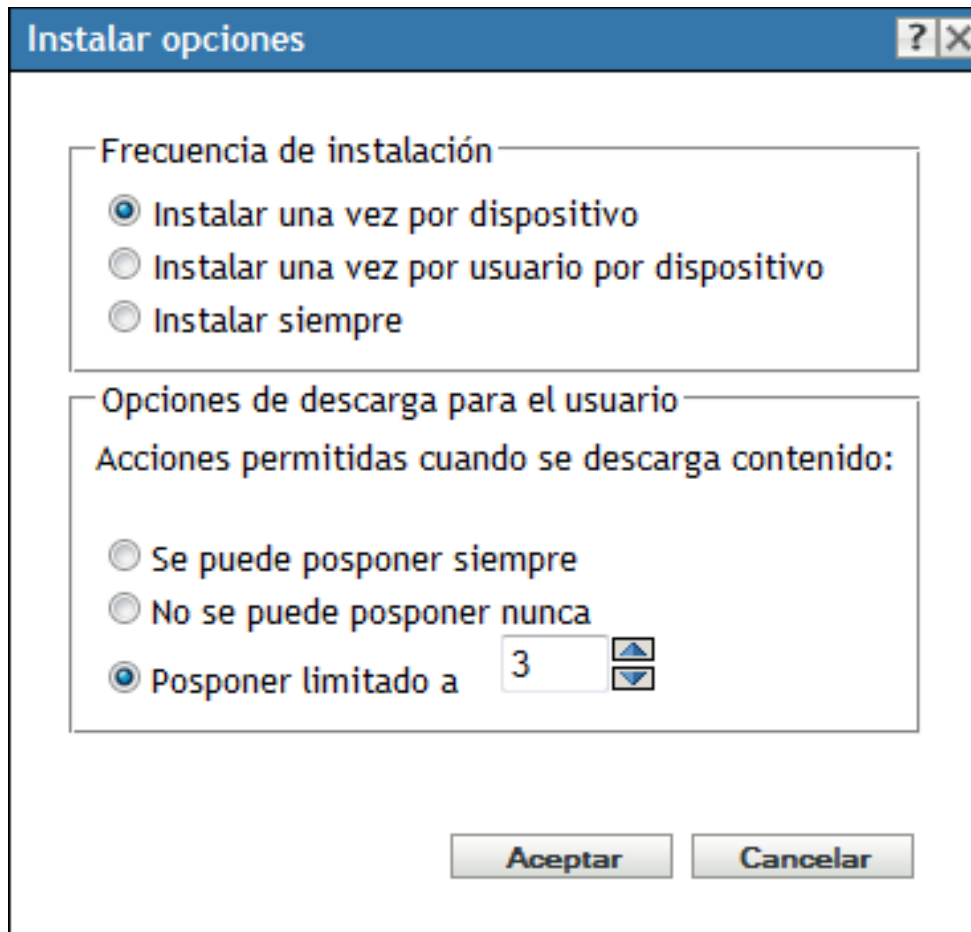 Instalar opciones
?
Frecuencia de instalación
Instalar una vez por dispositivo
Instalar una vez por usuario por dispositivo
Instalar siempre
Opciones de descarga para el usuario
Acciones permitidas cuando se descarga contenido:
Se puede posponer siempre
No se puede posponer nunca
Posponer limitado a 3
Aceptar Cancelar